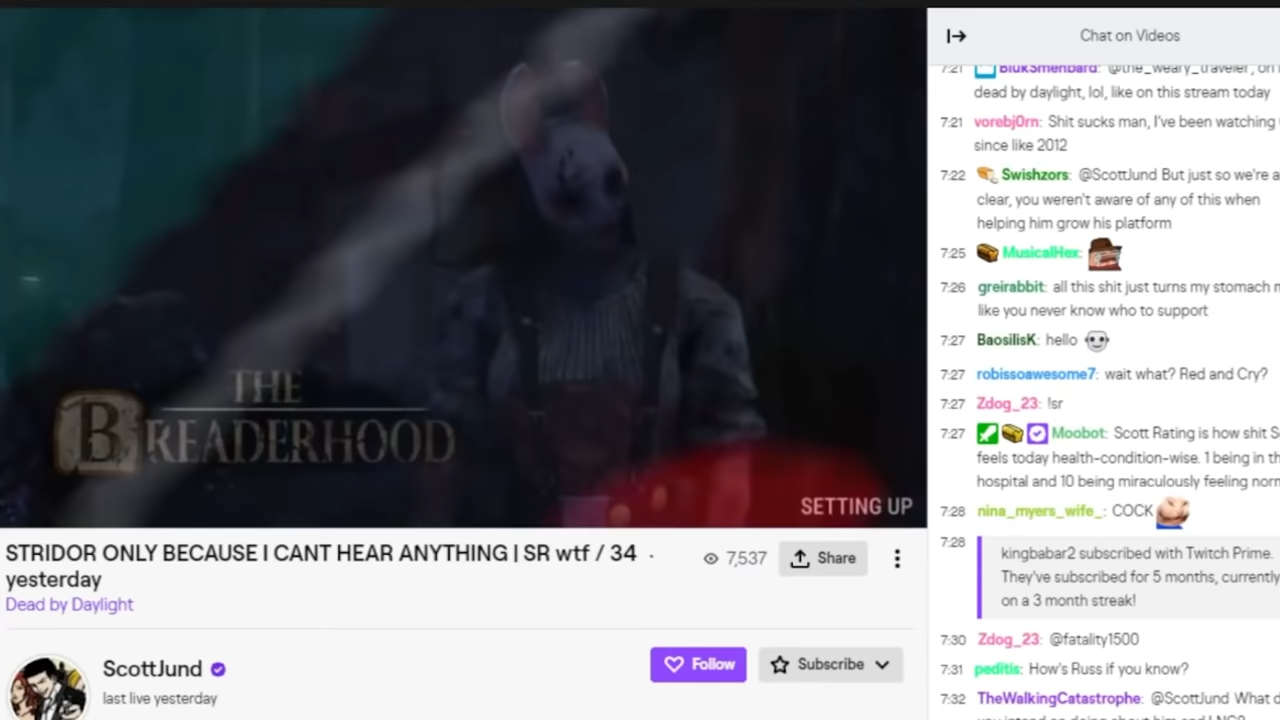 Chat on Videos
7:21 BlukSmenbard: @the_weary_traveler, on
dead by daylight, lol, like on this stream today
7:21 vorebj0rn: Shit sucks man, I've been watching
since like 2012
7:22 Swishzors: @ScottJund But just so we're
clear, you weren't aware of any of this when
helping him grow his platform
7:25 MusicalHex:
7:26 greirabbit: all this shit just turns my stomach
like you never know who to support
7:27 BaosilisK: hello
7:27 robissoawesome7: wait what? Red and Cry?
7:27 Zdog_23: !sr
7:27 Moobot: Scott Rating is how shit
feels today health-condition-wise. 1 being in
hospital and 10 being miraculously feeling
7:28 nina_myers_wife_: COCK
7:28 kingbabar2 subscribed with Twitch Prime.
They've subscribed for 5 months, currently
on a 3 month streak!
7:30 Zdog_23: @fatality1500
7:31 peditis: How's Russ if you know?
7:32 TheWalkingCatastrophe: @ScottJund What
THE
BREADERHOOD
SETTING UP
STRIDOR ONLY BECAUSE I CANT HEAR ANYTHING | SR wtf / 34 ·
yesterday
7,537
Share
Dead by Daylight
ScottJund
last live yesterday
Follow
Subscribe